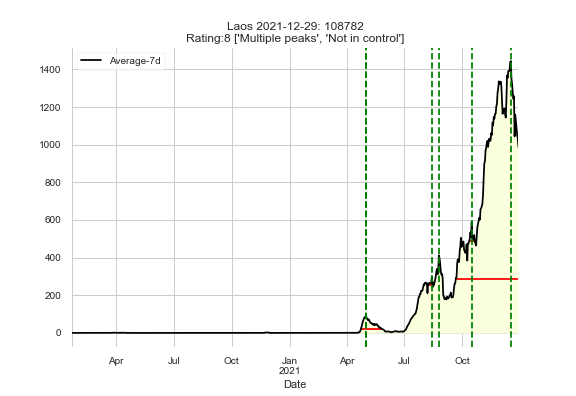 Laos 2021-12-29: 108782
Rating:8 ['Multiple peaks', 'Not in control']
Average-7d
1400
1200
1000
800
600
400
200
0
Apr Jul Oct Jan Apr Jul Oct
2021
Date